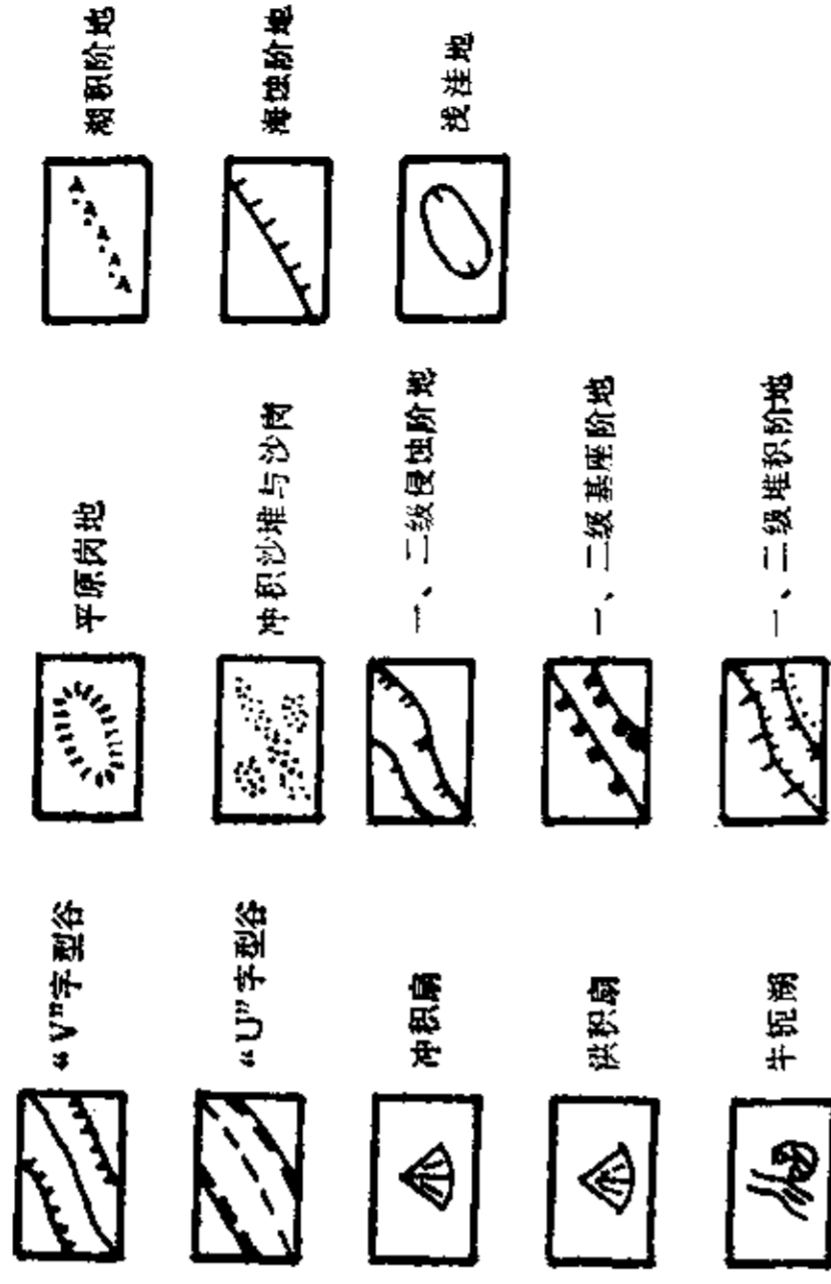 “V”字型谷
“U”字型谷
冲积扇
洪积扇
牛轭湖
平原岗地
冲积沙堆与沙岗
一、二级侵蚀阶地
一、二级基座阶地
一、二级堆积阶地
湖积阶地
海蚀阶地
浅洼地